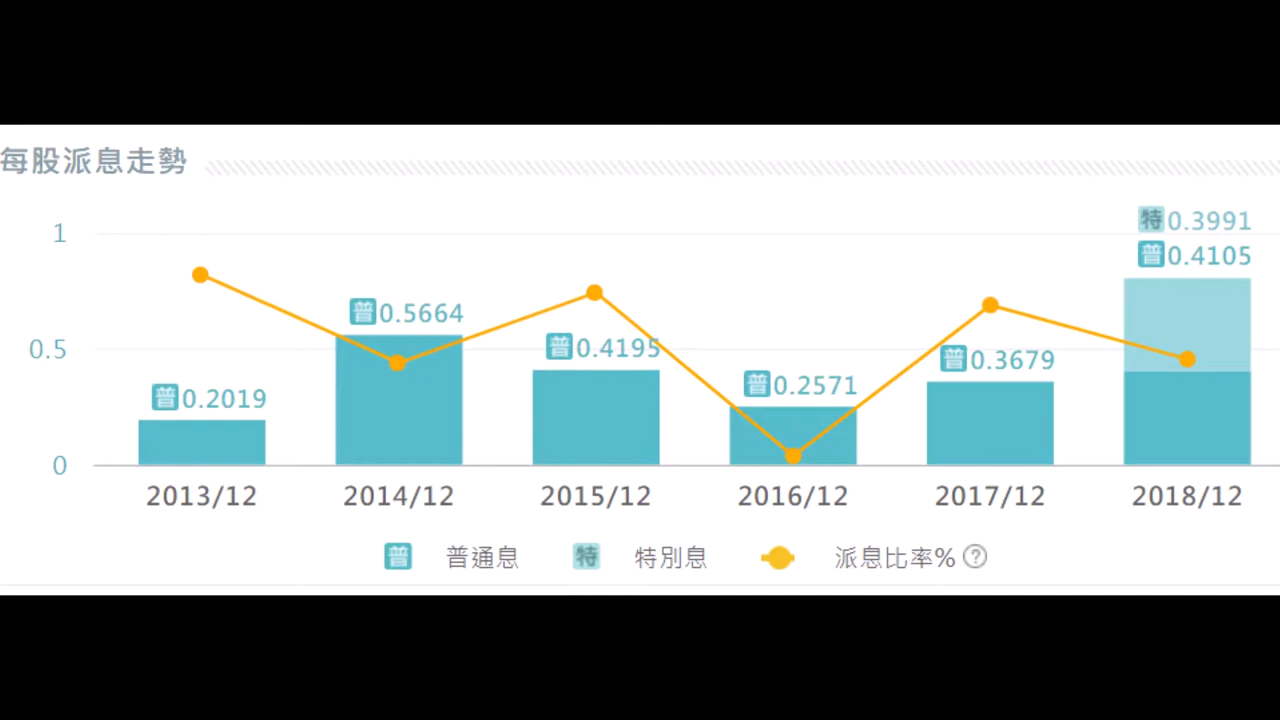 每股派息走勢
特0.3991
1
普0.4105
普0.5664
0.5
普0.4195
普0.3679
普0.2571
普0.2019
0
2013/12 2014/12 2015/12 2016/12 2017/12 2018/12
普 普通息 特 特別息 派息比率% ?